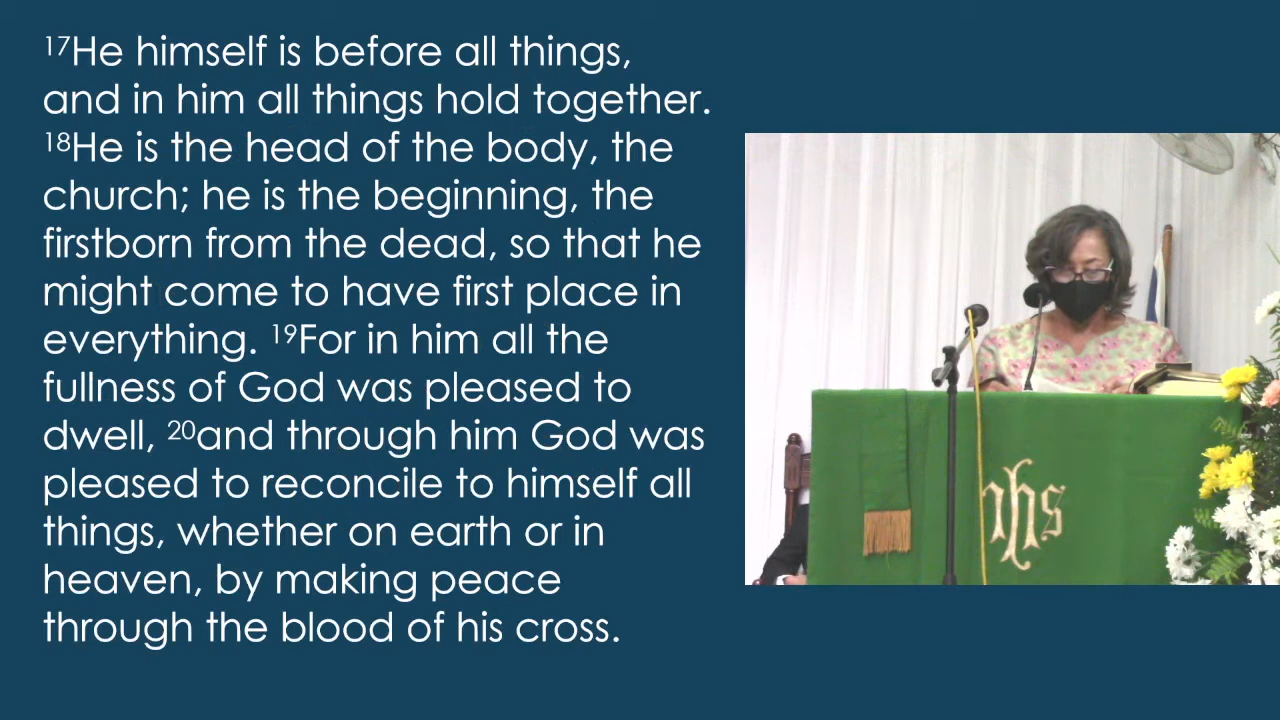 ¹⁷He himself is before all things,
and in him all things hold together.
¹⁸He is the head of the body, the
church; he is the beginning, the
firstborn from the dead, so that he
might come to have first place in
everything. ¹⁹For in him all the
fullness of God was pleased to
dwell, ²⁰and through him God was
pleased to reconcile to himself all
things, whether on earth or in
heaven, by making peace
through the blood of his cross.
ihs